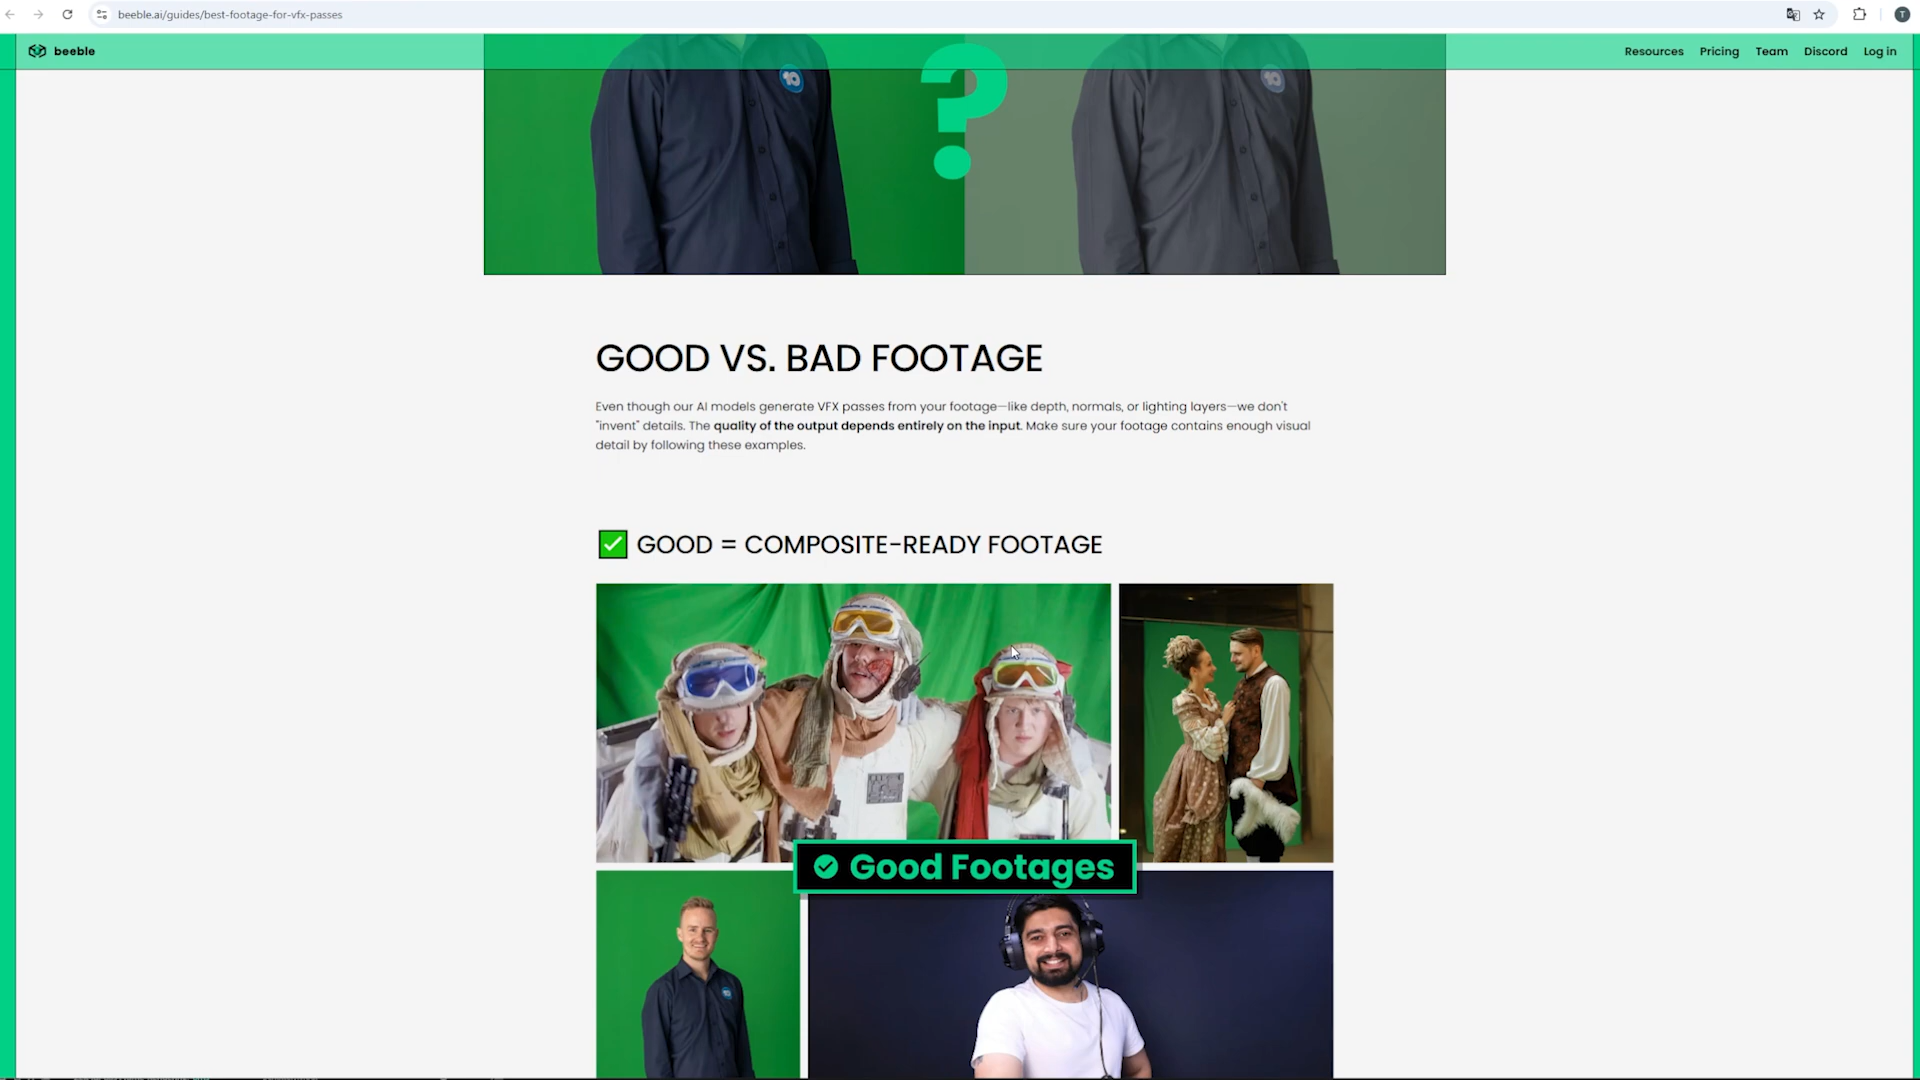 beeble.ai/guides/best-footage-for-vfx-passes
T
beeble
Resources
Pricing
Team
Discord
Log in
10
?
10
GOOD VS. BAD FOOTAGE
Even though our AI models generate VFX passes from your footage—like depth, normals, or lighting layers—we don't
"invent" details. The quality of the output depends entirely on the input. Make sure your footage contains enough visual
detail by following these examples.
GOOD = COMPOSITE-READY FOOTAGE
Good Footages
10